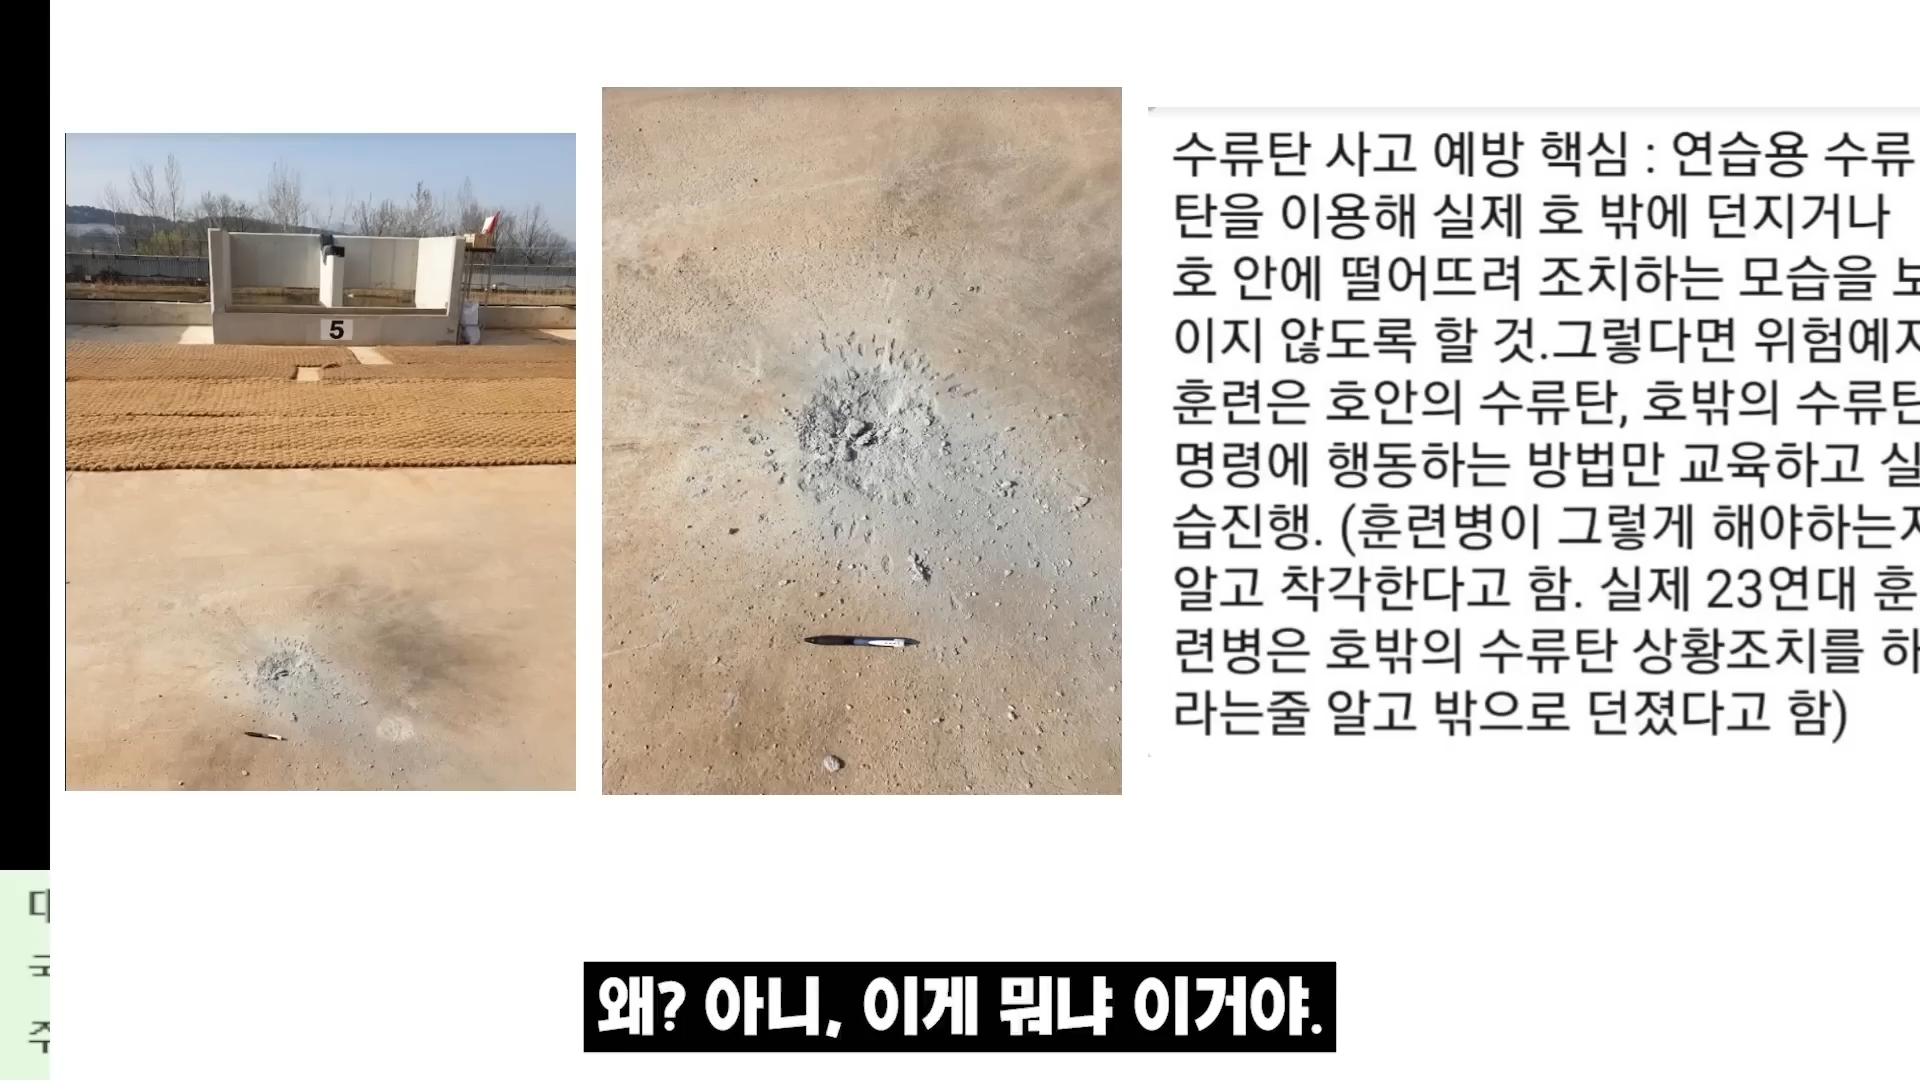 5
수류탄 사고 예방 핵심 : 연습용 수류
탄을 이용해 실제 호 밖에 던지거나
호 안에 떨어뜨려 조치하는 모습을 보
이지 않도록 할 것.그렇다면 위험예지
훈련은 호안의 수류탄, 호밖의 수류탄
명령에 행동하는 방법만 교육하고 실
습진행. (훈련병이 그렇게 해야하는지
알고 착각한다고 함. 실제 23연대 훈
련병은 호밖의 수류탄 상황조치를 하
라는줄 알고 밖으로 던졌다고 함)
왜? 아니, 이게 뭐냐 이거야.